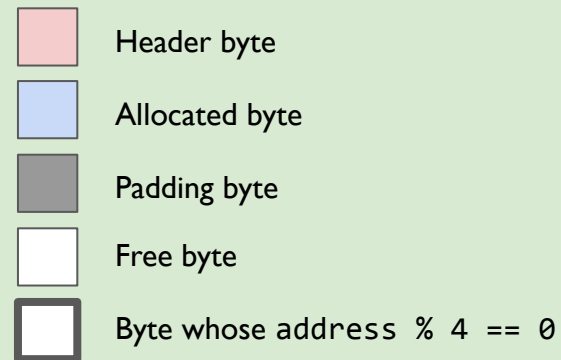 Header byte
Allocated byte
Padding byte
Free byte
Byte whose address % 4 == 0